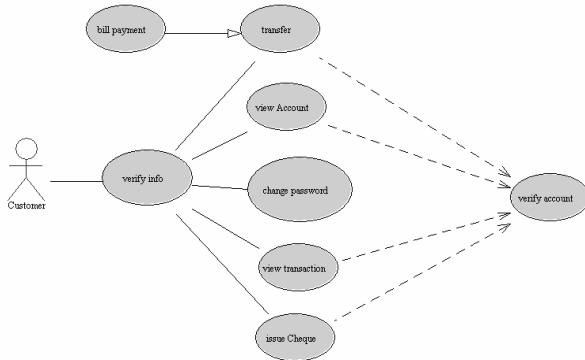 bill payment
transfer
view Account
verify info
change password
Customer
verify account
view transaction
issue Cheque